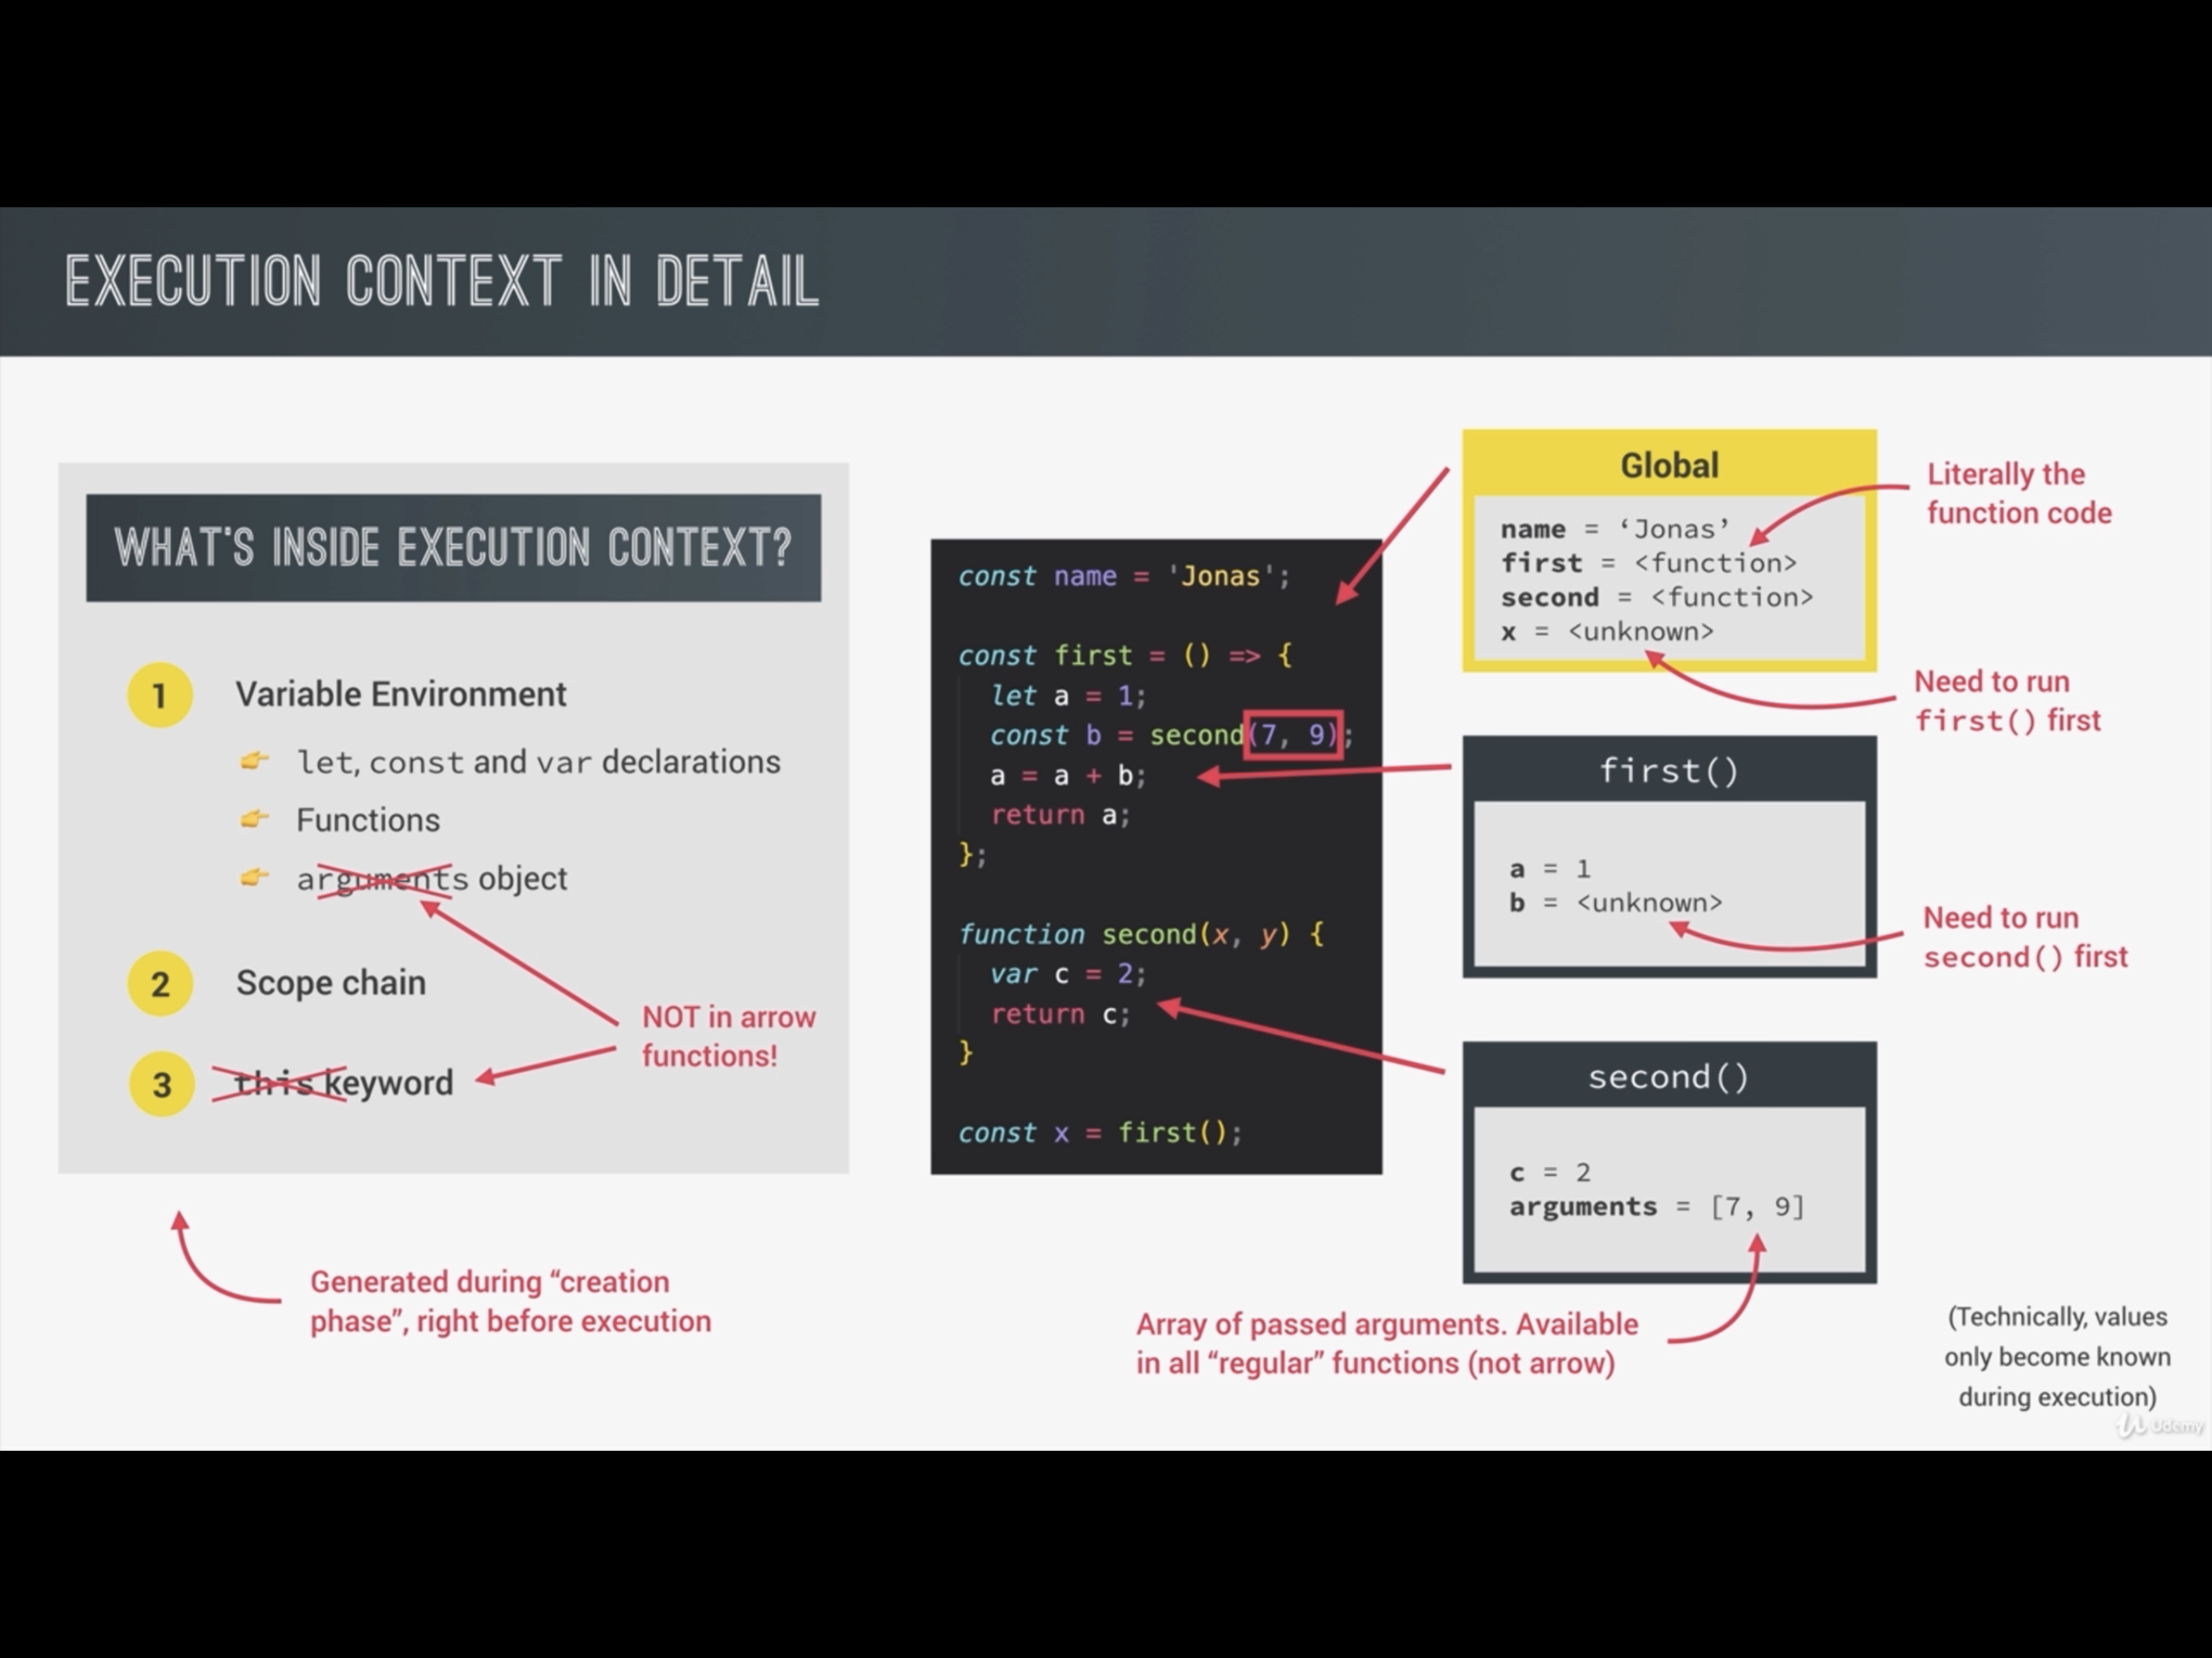 EXECUTION CONTEXT IN DETAIL
WHAT'S INSIDE EXECUTION CONTEXT?
1 Variable Environment
let, const and var declarations
Functions
arguments object
2 Scope chain
3 this keyword
NOT in arrow
functions!
Generated during “creation
phase”, right before execution
const name = 'Jonas';
const first = () => {
let a = 1;
const b = second(7, 9);
a = a + b;
return a;
};
function second(x, y) {
var c = 2;
return c;
}
const x = first();
Global
name = ‘Jonas’
first = <function>
second = <function>
x = <unknown>
Literally the
function code
Need to run
first() first
first()
a = 1
b = <unknown>
Need to run
second() first
second()
c = 2
arguments = [7, 9]
Array of passed arguments. Available
in all “regular” functions (not arrow)
(Technically, values
only become known
during execution)
Udemy